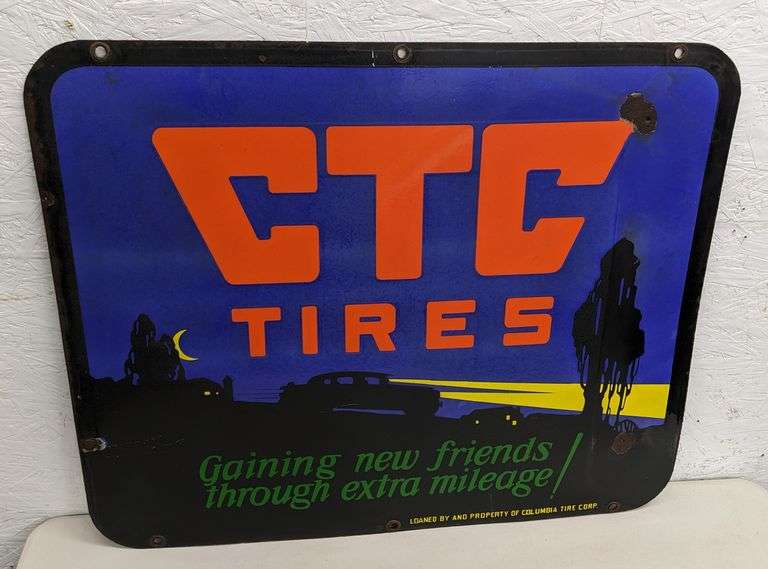 CTC
TIRES
Gaining new friends
through extra mileage!
LOANED BY AND PROPERTY OF COLUMBIA TIRE CORP.